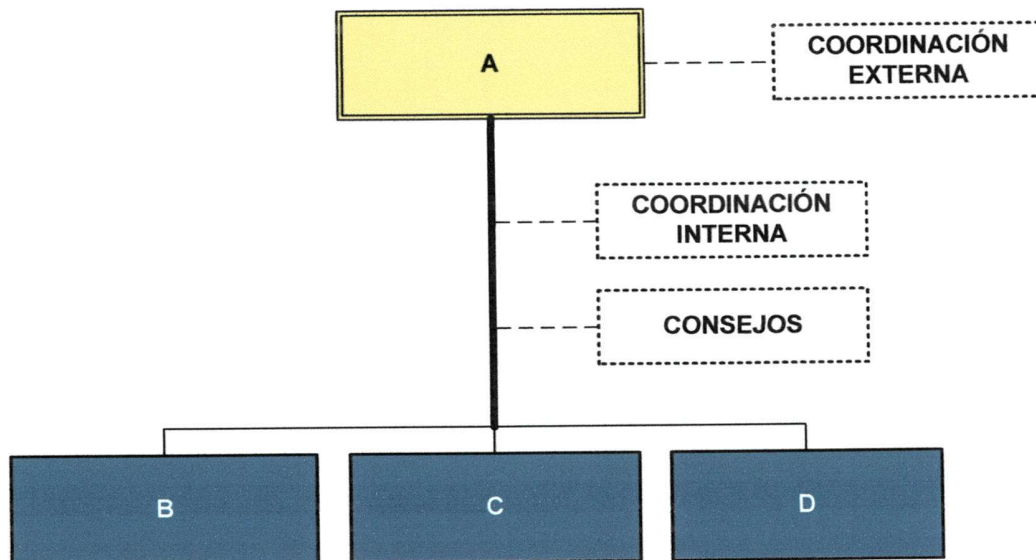 A
COORDINACIÓN
EXTERNA
COORDINACIÓN
INTERNA
CONSEJOS
B
C
D